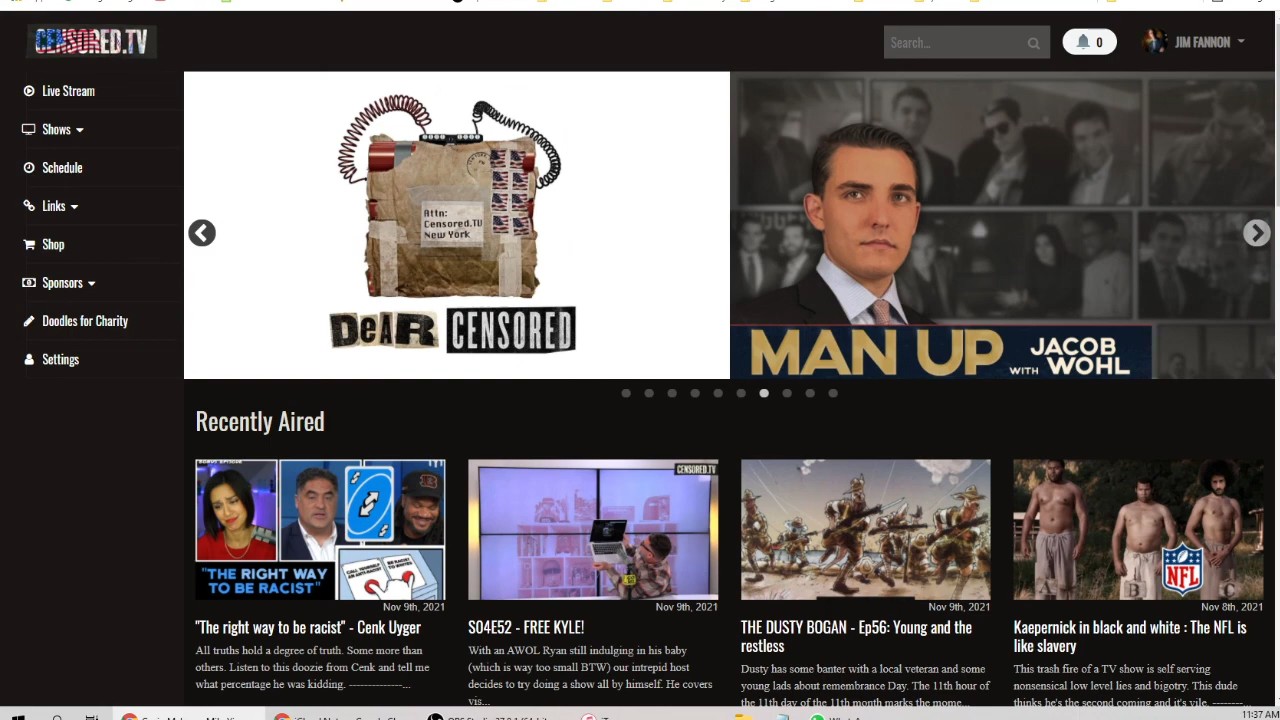 CENSORED.TV
Search...
0
JIM FANNON
Live Stream
Shows
Schedule
Links
Shop
Sponsors
Doodles for Charity
Settings
Attn:
Censored.TV
New York
DeAR CENSORED
MAN UP WITH JACOB WOHL
Recently Aired
"THE RIGHT WAY
TO BE RACIST"
CENSORED.TV
NFL
Nov 9th, 2021
Nov 9th, 2021
Nov 9th, 2021
Nov 8th, 2021
"The right way to be racist" - Cenk Uyger
All truths hold a degree of truth. Some more than
others. Listen to this doozie from Cenk and tell me
what percentage he was kidding. --------------...
S04E52 - FREE KYLE!
With an AWOL Ryan still indulging in his baby
(which is way too small BTW) our intrepid host
decides to try doing a show all by himself. He covers
vis...
THE DUSTY BOGAN - Ep56: Young and the
restless
Dusty has some banter with a local veteran and some
young lads about remembrance Day. The 11th hour of
the 11th day of the 11th month marks the mome...
Kaepernick in black and white : The NFL is
like slavery
This trash fire of a TV show is self serving
nonsensical low level lies and bigotry. This dude
thinks he's the second coming and it's vile. --------...
11:37 AM